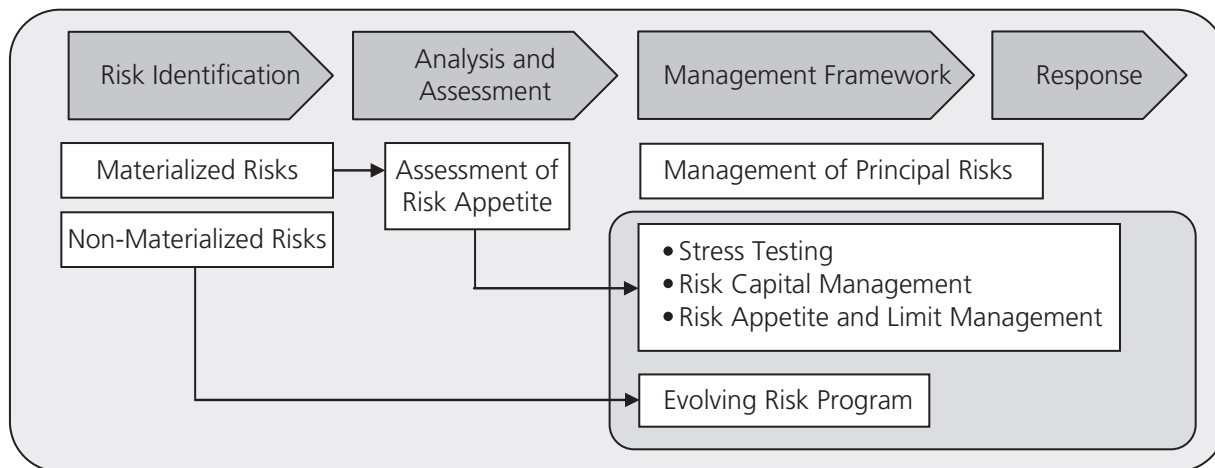 Risk Identification
Analysis and
Assessment
Management Framework
Response
Materialized Risks
Non-Materialized Risks
Assessment of
Risk Appetite
Management of Principal Risks
• Stress Testing
• Risk Capital Management
• Risk Appetite and Limit Management
Evolving Risk Program